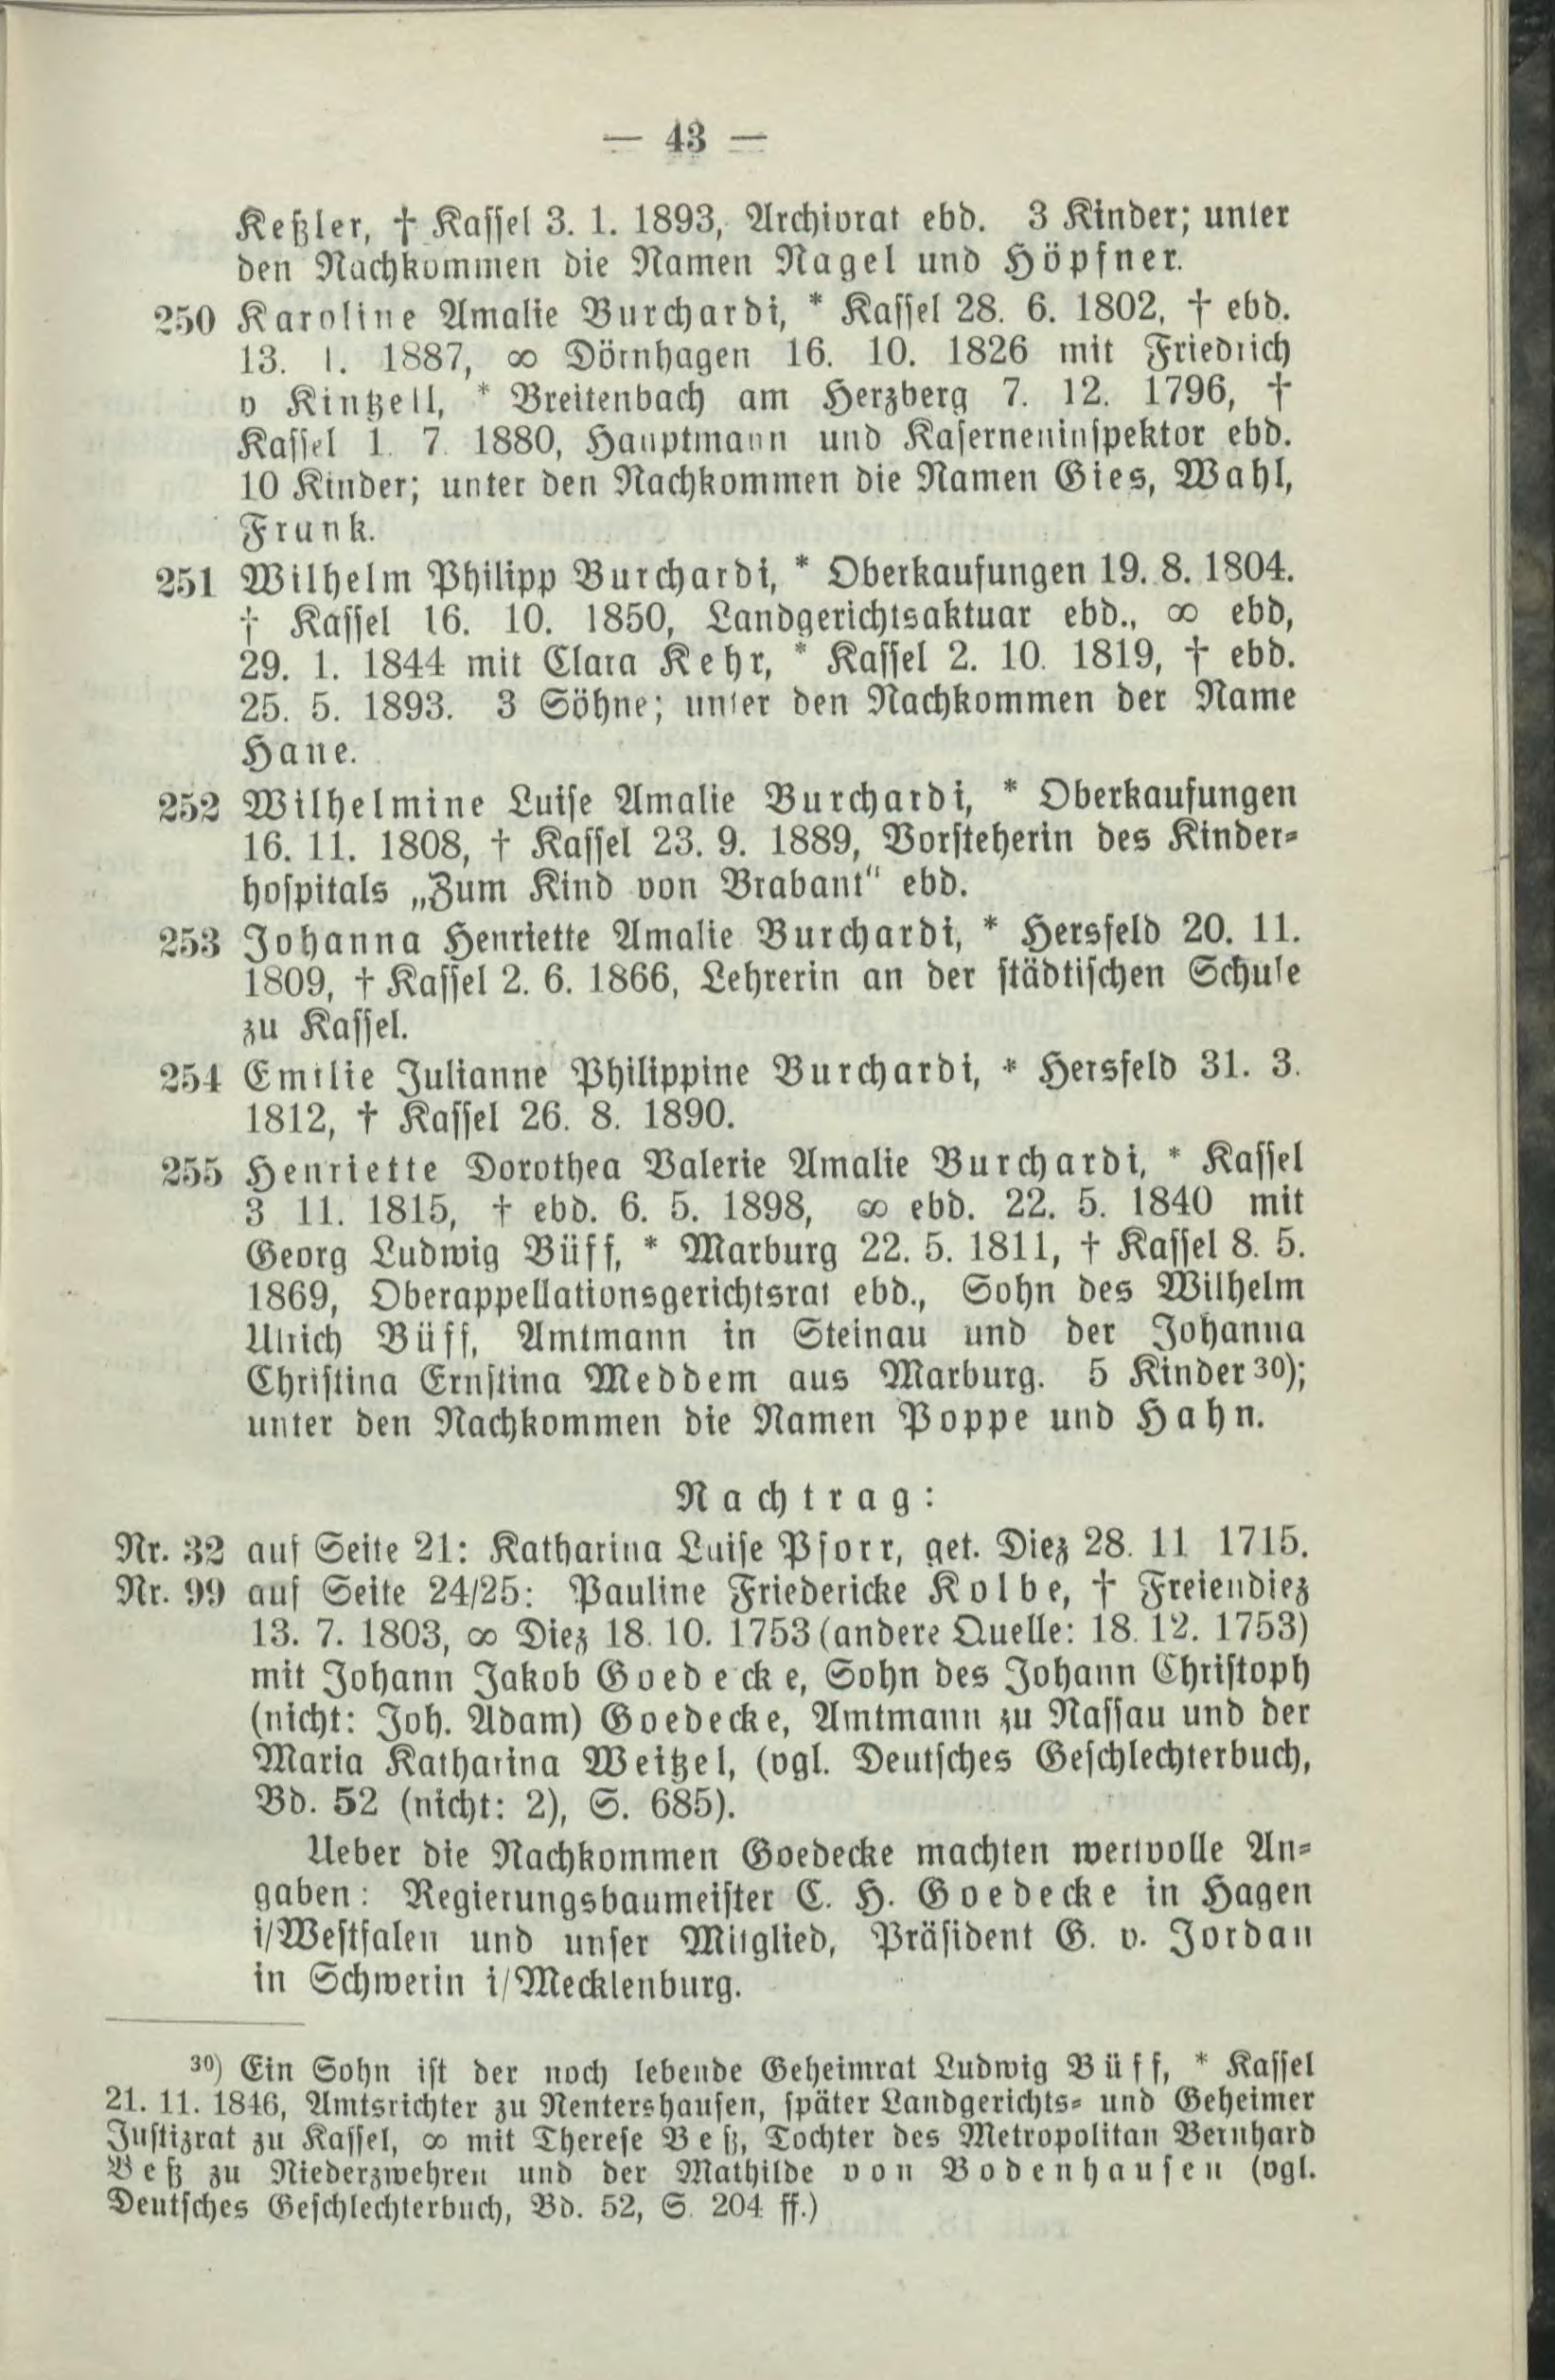 — 43 —
Keßler, † Kassel 3. 1. 1893, Archivrat ebd. 3 Kinder; unter
den Nachkommen die Namen Nagel und Höpfner.
250 Karoline Amalie Burchardi, * Kassel 28. 6. 1802, † ebd.
13. 1. 1887, ∞ Dörnhagen 16. 10. 1826 mit Friedrich
v Kintzell, * Breitenbach am Herzberg 7. 12. 1796, †
Kassel 1. 7. 1880, Hauptmann und Kaserneninspektor ebd.
10 Kinder; unter den Nachkommen die Namen Gies, Wahl,
Frunk.
251 Wilhelm Philipp Burchardi, * Oberkaufungen 19. 8. 1804.
† Kassel 16. 10. 1850, Landgerichtsaktuar ebd., ∞ ebd,
29. 1. 1844 mit Clara Kehr, * Kassel 2. 10. 1819, † ebd.
25. 5. 1893. 3 Söhne; unter den Nachkommen der Name
Hane.
252 Wilhelmine Luise Amalie Burchardi, * Oberkaufungen
16. 11. 1808, † Kassel 23. 9. 1889, Vorsteherin des Kinder-
hospitals „Zum Kind von Brabant“ ebd.
253 Johanna Henriette Amalie Burchardi, * Hersfeld 20. 11.
1809, † Kassel 2. 6. 1866, Lehrerin an der städtischen Schule
zu Kassel.
254 Emilie Julianne Philippine Burchardi, * Hersfeld 31. 3.
1812, † Kassel 26. 8. 1890.
255 Henriette Dorothea Valerie Amalie Burchardi, * Kassel
3 11. 1815, † ebd. 6. 5. 1898, ∞ ebd. 22. 5. 1840 mit
Georg Ludwig Büff, * Marburg 22. 5. 1811, † Kassel 8. 5.
1869, Oberappellationsgerichtsrat ebd., Sohn des Wilhelm
Ulrich Büff, Amtmann in Steinau und der Johanna
Christina Ernstina Meddem aus Marburg. 5 Kinder 30);
unter den Nachkommen die Namen Poppe und Hahn.
Nachtrag:
Nr. 32 auf Seite 21: Katharina Luise Pforr, get. Diez 28. 11 1715.
Nr. 99 auf Seite 24/25: Pauline Friedericke Kolbe, † Freiendiez
13. 7. 1803, ∞ Diez 18. 10. 1753 (andere Quelle: 18. 12. 1753)
mit Johann Jakob Goedecke, Sohn des Johann Christoph
(nicht: Joh. Adam) Goedecke, Amtmann zu Nassau und der
Maria Katharina Weitzel, (vgl. Deutsches Geschlechterbuch,
Bd. 52 (nicht: 2), S. 685).
Ueber die Nachkommen Goedecke machten wertvolle An-
gaben: Regierungsbaumeister C. H. Goedecke in Hagen
i/Westfalen und unser Mitglied, Präsident G. v. Jordan
in Schwerin i/Mecklenburg.
30) Ein Sohn ist der noch lebende Geheimrat Ludwig Büff, * Kassel
21. 11. 1846, Amtsrichter zu Nentershausen, später Landgerichts- und Geheimer
Justizrat zu Kassel, ∞ mit Therese Beß, Tochter des Metropolitan Bernhard
Beß zu Niederzwehren und der Mathilde von Bodenhausen (vgl.
Deutsches Geschlechterbuch, Bd. 52, S. 204 ff.)